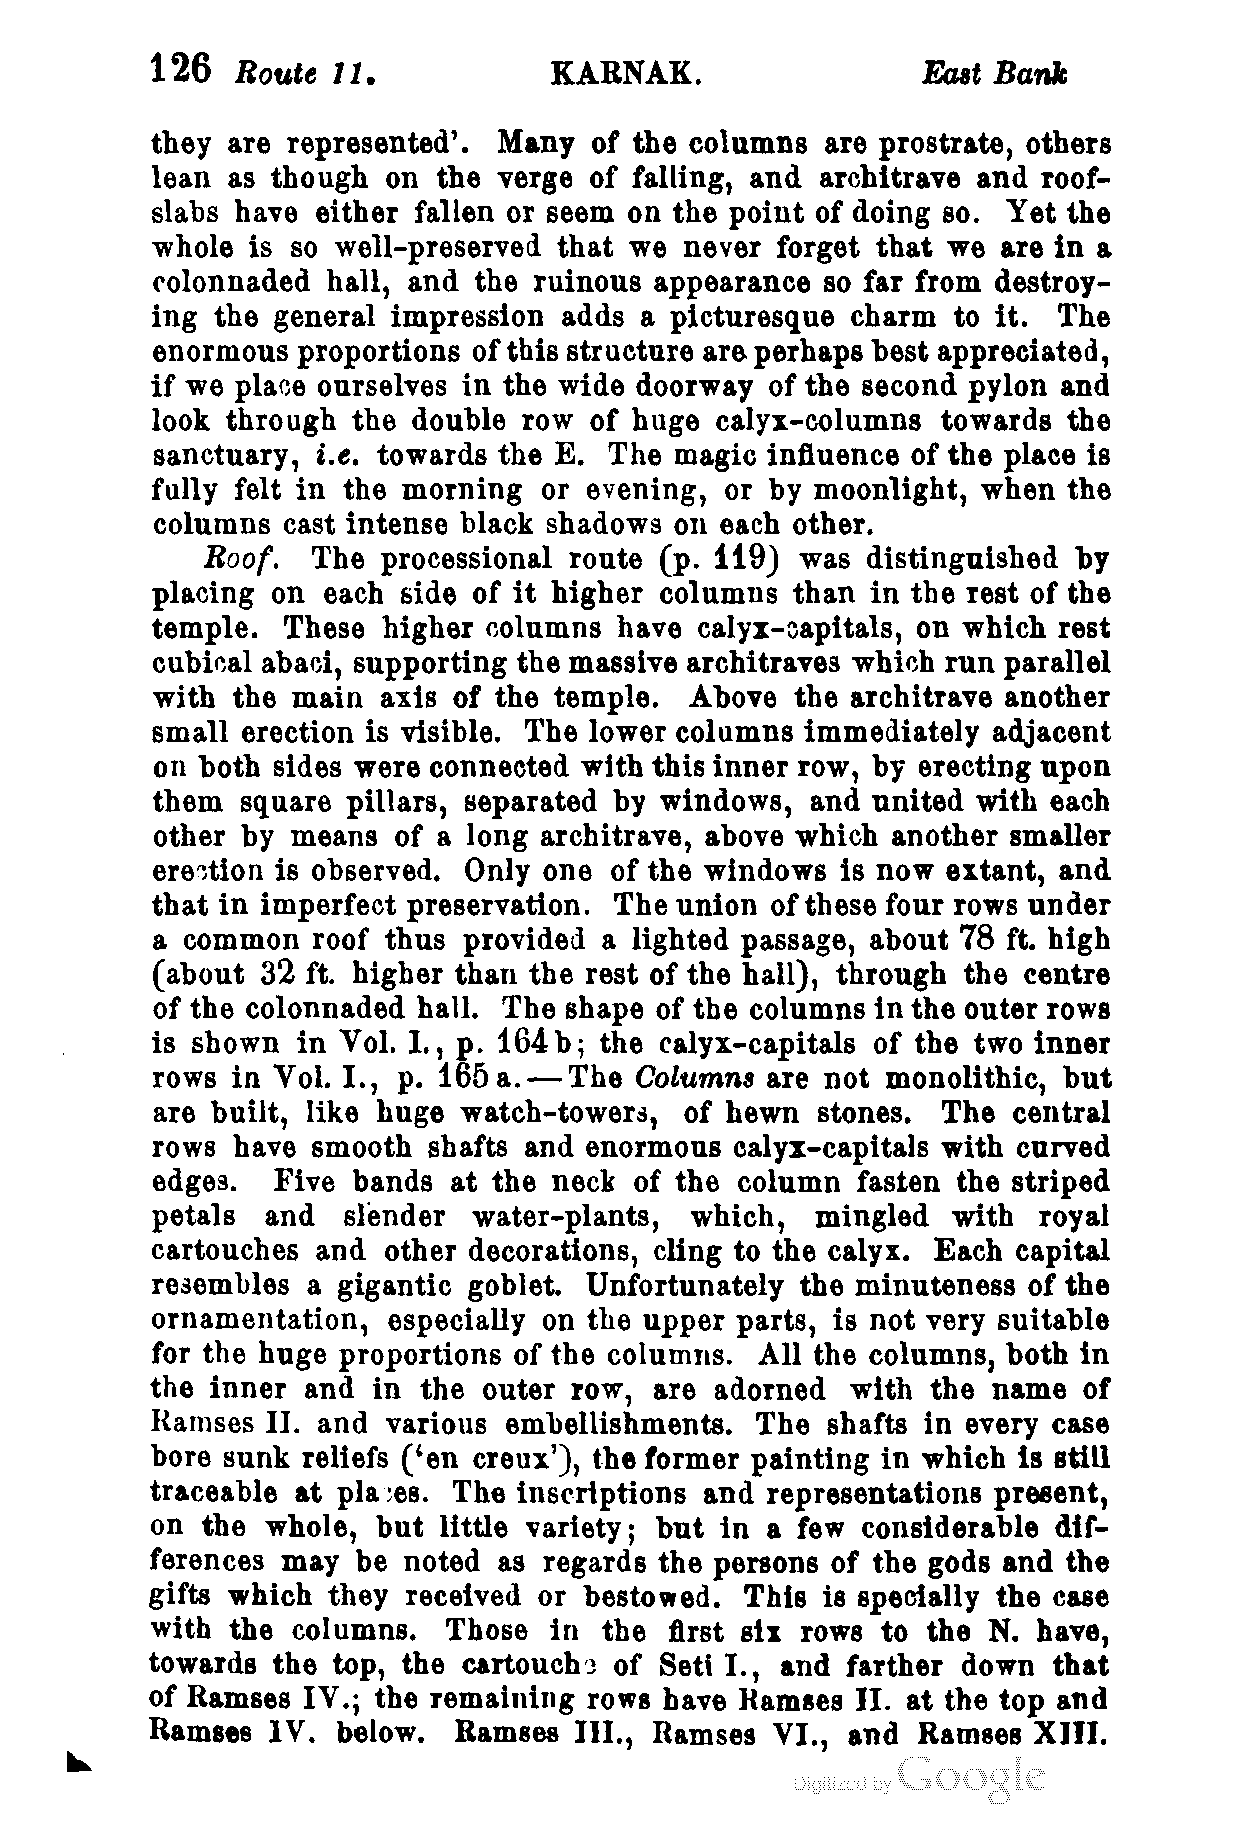 126 Route 11. KARNAK. East Bank
they are represented'. Many of the columns are prostrate, others
lean as though on the verge of falling, and architrave and roof-
slabs have either fallen or seem on the point of doing so. Yet the
whole is so well-preserved that we never forget that we are in a
colonnaded hall, and the ruinous appearance so far from destroy-
ing the general impression adds a picturesque charm to it. The
enormous proportions of this structure are perhaps best appreciated,
if we place ourselves in the wide doorway of the second pylon and
look through the double row of huge calyx-columns towards the
sanctuary, i.e. towards the E. The magic influence of the place is
fully felt in the morning or evening, or by moonlight, when the
columns cast intense black shadows on each other.
Roof. The processional route (p. 119) was distinguished by
placing on each side of it higher columns than in the rest of the
temple. These higher columns have calyx-capitals, on which rest
cubical abaci, supporting the massive architraves which run parallel
with the main axis of the temple. Above the architrave another
small erection is visible. The lower columns immediately adjacent
on both sides were connected with this inner row, by erecting upon
them square pillars, separated by windows, and united with each
other by means of a long architrave, above which another smaller
erection is observed. Only one of the windows is now extant, and
that in imperfect preservation. The union of these four rows under
a common roof thus provided a lighted passage, about 78 ft. high
(about 32 ft. higher than the rest of the hall), through the centre
of the colonnaded hall. The shape of the columns in the outer rows
is shown in Vol. I., p. 164 b; the calyx-capitals of the two inner
rows in Vol. I., p. 165 a. — The Columns are not monolithic, but
are built, like huge watch-towers, of hewn stones. The central
rows have smooth shafts and enormous calyx-capitals with curved
edges. Five bands at the neck of the column fasten the striped
petals and slender water-plants, which, mingled with royal
cartouches and other decorations, cling to the calyx. Each capital
resembles a gigantic goblet. Unfortunately the minuteness of the
ornamentation, especially on the upper parts, is not very suitable
for the huge proportions of the columns. All the columns, both in
the inner and in the outer row, are adorned with the name of
Ramses II. and various embellishments. The shafts in every case
bore sunk reliefs ('en creux'), the former painting in which is still
traceable at places. The inscriptions and representations present,
on the whole, but little variety; but in a few considerable dif-
ferences may be noted as regards the persons of the gods and the
gifts which they received or bestowed. This is specially the case
with the columns. Those in the first six rows to the N. have,
towards the top, the cartouche of Seti I., and farther down that
of Ramses IV.; the remaining rows have Ramses II. at the top and
Ramses IV. below. Ramses III., Ramses VI., and Ramses XIII.
Digitized by Google